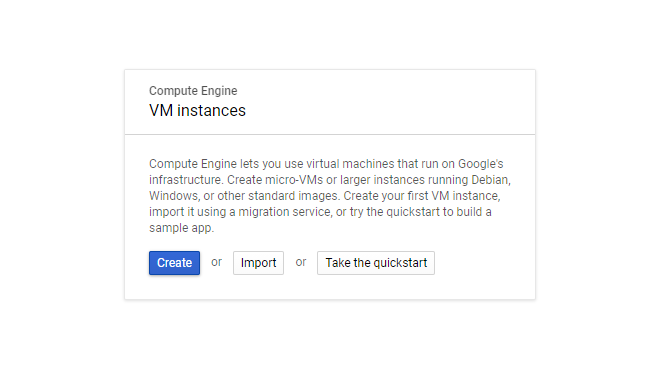 Compute Engine
VM instances
Compute Engine lets you use virtual machines that run on Google's
infrastructure. Create micro-VMs or larger instances running Debian,
Windows, or other standard images. Create your first VM instance,
import it using a migration service, or try the quickstart to build a
sample app.
Create or Import or Take the quickstart